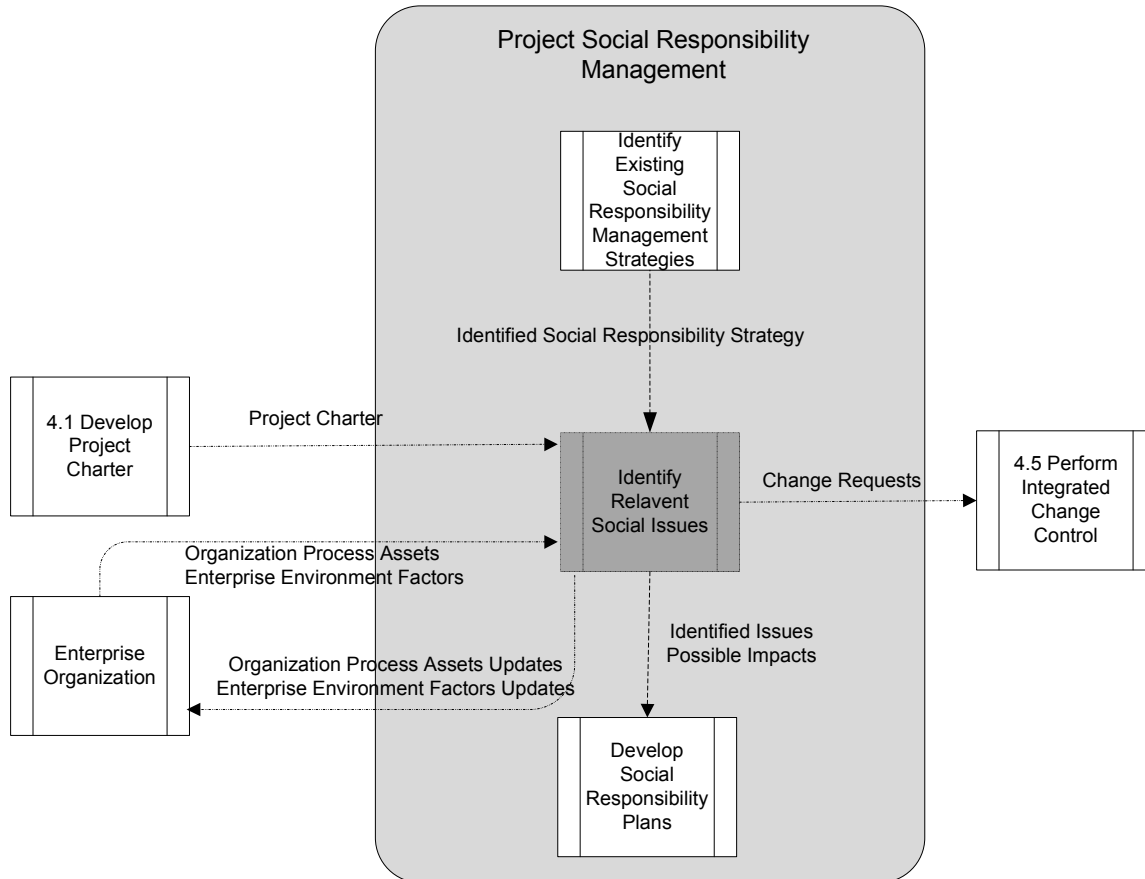 Project Social Responsibility
Management
Identify
Existing
Social
Responsibility
Management
Strategies
Identified Social Responsibility Strategy
4.1 Develop
Project
Charter
Project Charter
Identify
Relavent
Social Issues
Change Requests
4.5 Perform
Integrated
Change
Control
Organization Process Assets
Enterprise Environment Factors
Enterprise
Organization
Organization Process Assets Updates
Enterprise Environment Factors Updates
Identified Issues
Possible Impacts
Develop
Social
Responsibility
Plans